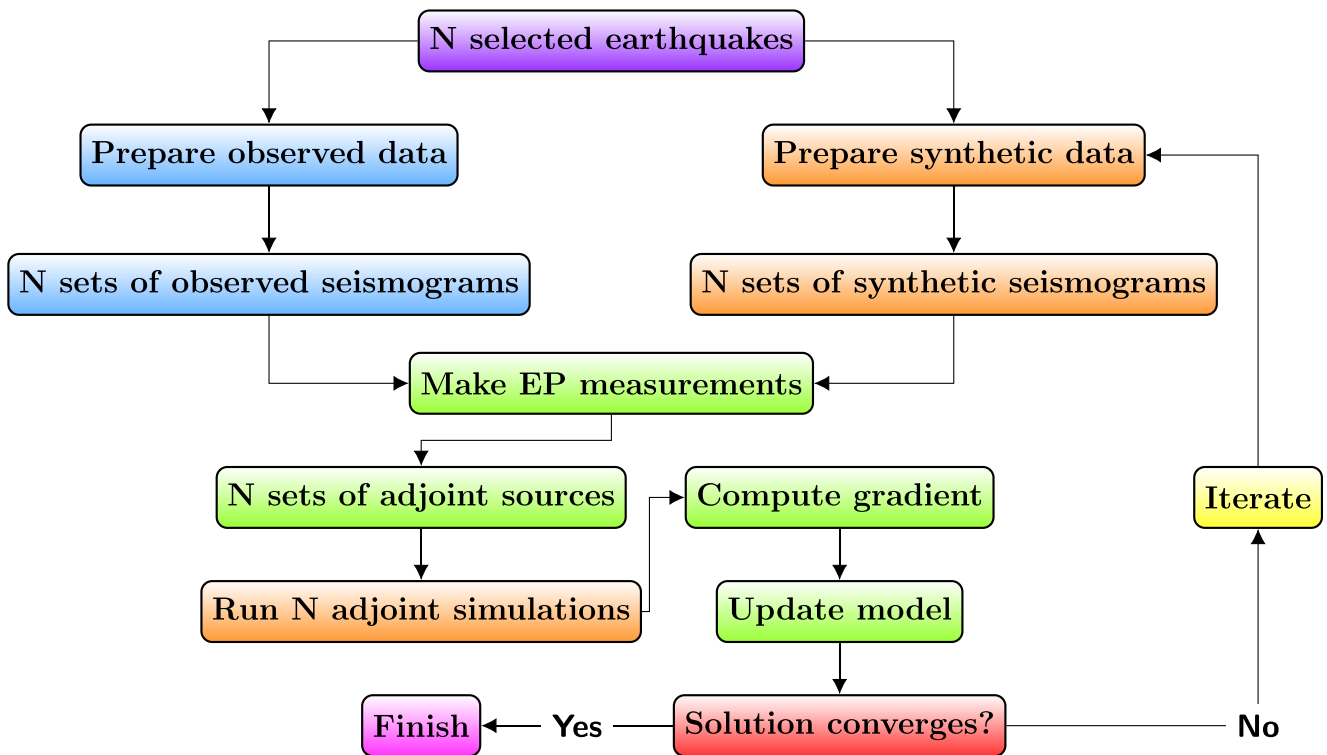 N selected earthquakes
Prepare observed data
Prepare synthetic data
N sets of observed seismograms
N sets of synthetic seismograms
Make EP measurements
N sets of adjoint sources
Compute gradient
Iterate
Run N adjoint simulations
Update model
Finish
Yes
Solution converges?
No